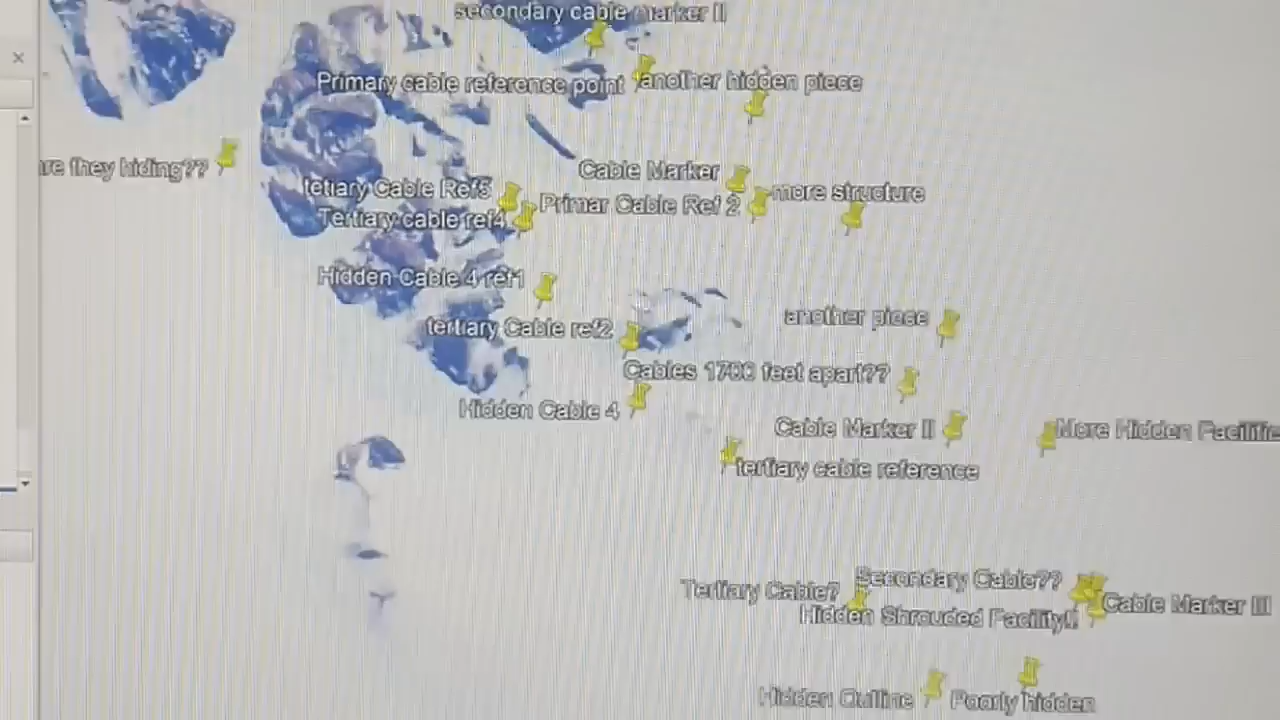 secondary cable marker II
Primary cable reference point
another hidden piece
re they hiding??
Cable Marker
tetiary Cable Ref5
Primar Cable Ref 2
more structure
Tertiary cable ref4
Hidden Cable 4 ref1
another piece
tertiary Cable ref2
Cables 1700 feet apart??
Hidden Cable 4
Cable Marker II
More Hidden Facilitie
tertiary cable reference
Secondary Cable??
Tertiary Cable?
Cable Marker III
Hidden Shrouded Facility!!
Hidden Outline
Poorly hidden